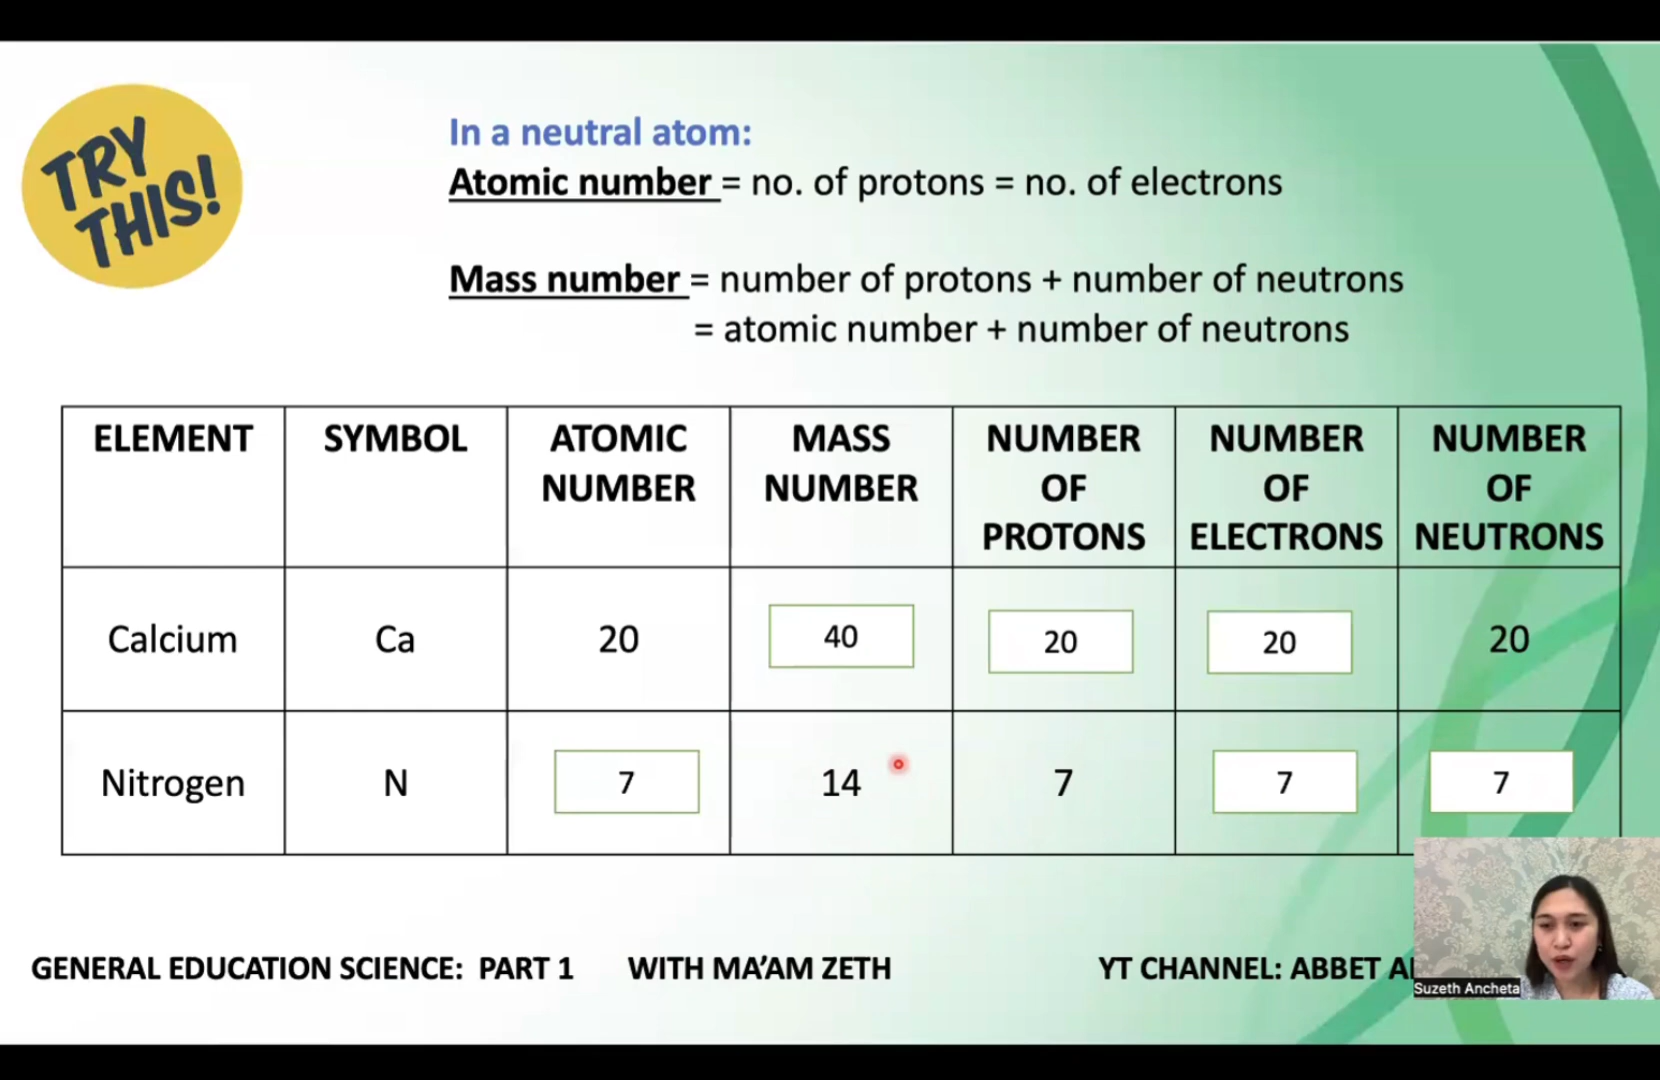 TRY
THIS!
In a neutral atom:
Atomic number = no. of protons = no. of electrons
Mass number = number of protons + number of neutrons
= atomic number + number of neutrons
ELEMENT SYMBOL ATOMIC NUMBER MASS NUMBER NUMBER OF PROTONS NUMBER OF ELECTRONS NUMBER OF NEUTRONS
Calcium Ca 20 40 20 20 20
Nitrogen N 7 14 7 7 7
GENERAL EDUCATION SCIENCE: PART 1 WITH MA'AM ZETH YT CHANNEL: ABBET
Suzeth Ancheta